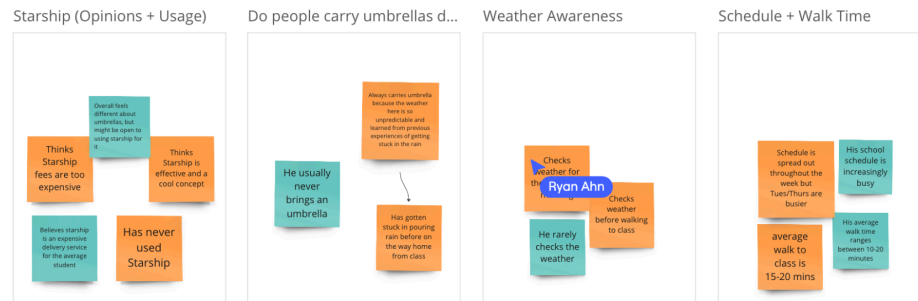 Starship (Opinions + Usage)
Do people carry umbrellas d...
Weather Awareness
Schedule + Walk Time
Overall feels
different about
umbrellas, but
might be open to
using starship for
it
Thinks
Starship
fees are too
expensive
Thinks
Starship is
effective and a
cool concept
Believes starship
is an expensive
delivery service
for the average
student
Has never
used
Starship
Always carries umbrella
because the weather
here is so
unpredictable and
learned from previous
experiences of getting
stuck in the rain
He usually
never
brings an
umbrella
Has gotten
stuck in pouring
rain before on
the way home
from class
Checks
weather for
the
Ryan Ahn
Checks
weather
before walking
to class
He rarely
checks the
weather
Schedule is
spread out
throughout the
week but
Tues/Thurs are
busier
His school
schedule is
increasingly
busy
average
walk to
class is
15-20 mins
His average
walk time
ranges
between 10-20
minutes